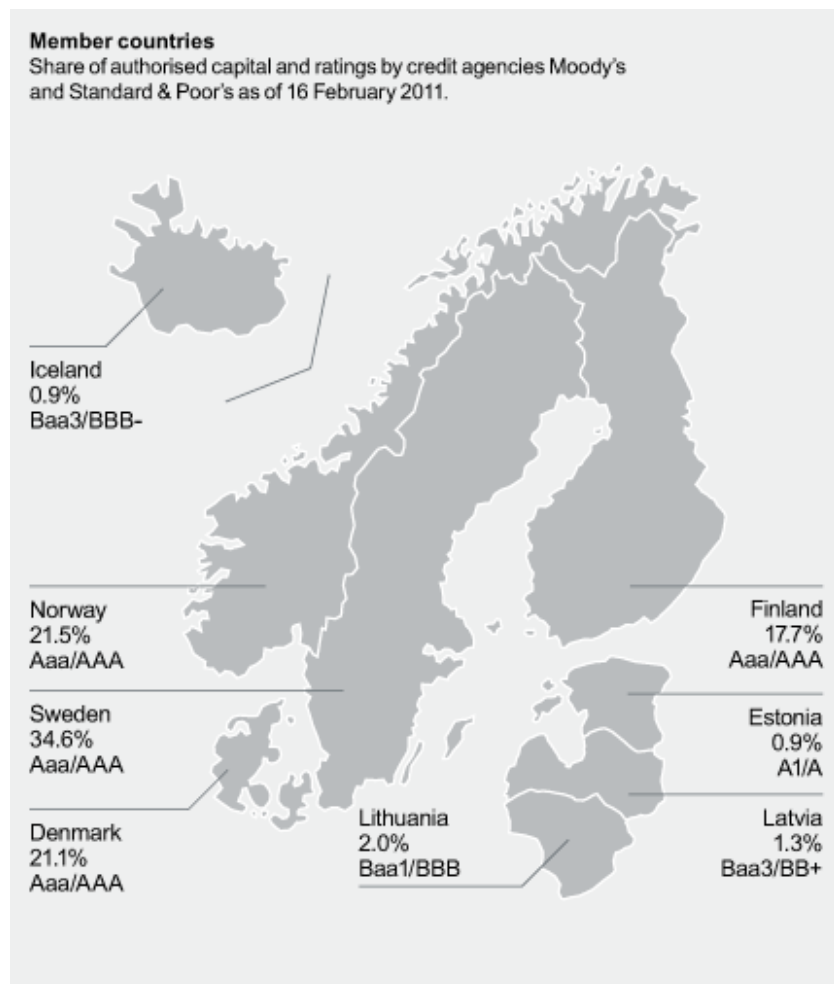 Member countries
Share of authorised capital and ratings by credit agencies Moody's
and Standard & Poor's as of 16 February 2011.
Iceland
0.9%
Baa3/BBB-
Norway
21.5%
Aaa/AAA
Sweden
34.6%
Aaa/AAA
Denmark
21.1%
Aaa/AAA
Lithuania
2.0%
Baa1/BBB
Finland
17.7%
Aaa/AAA
Estonia
0.9%
A1/A
Latvia
1.3%
Baa3/BB+